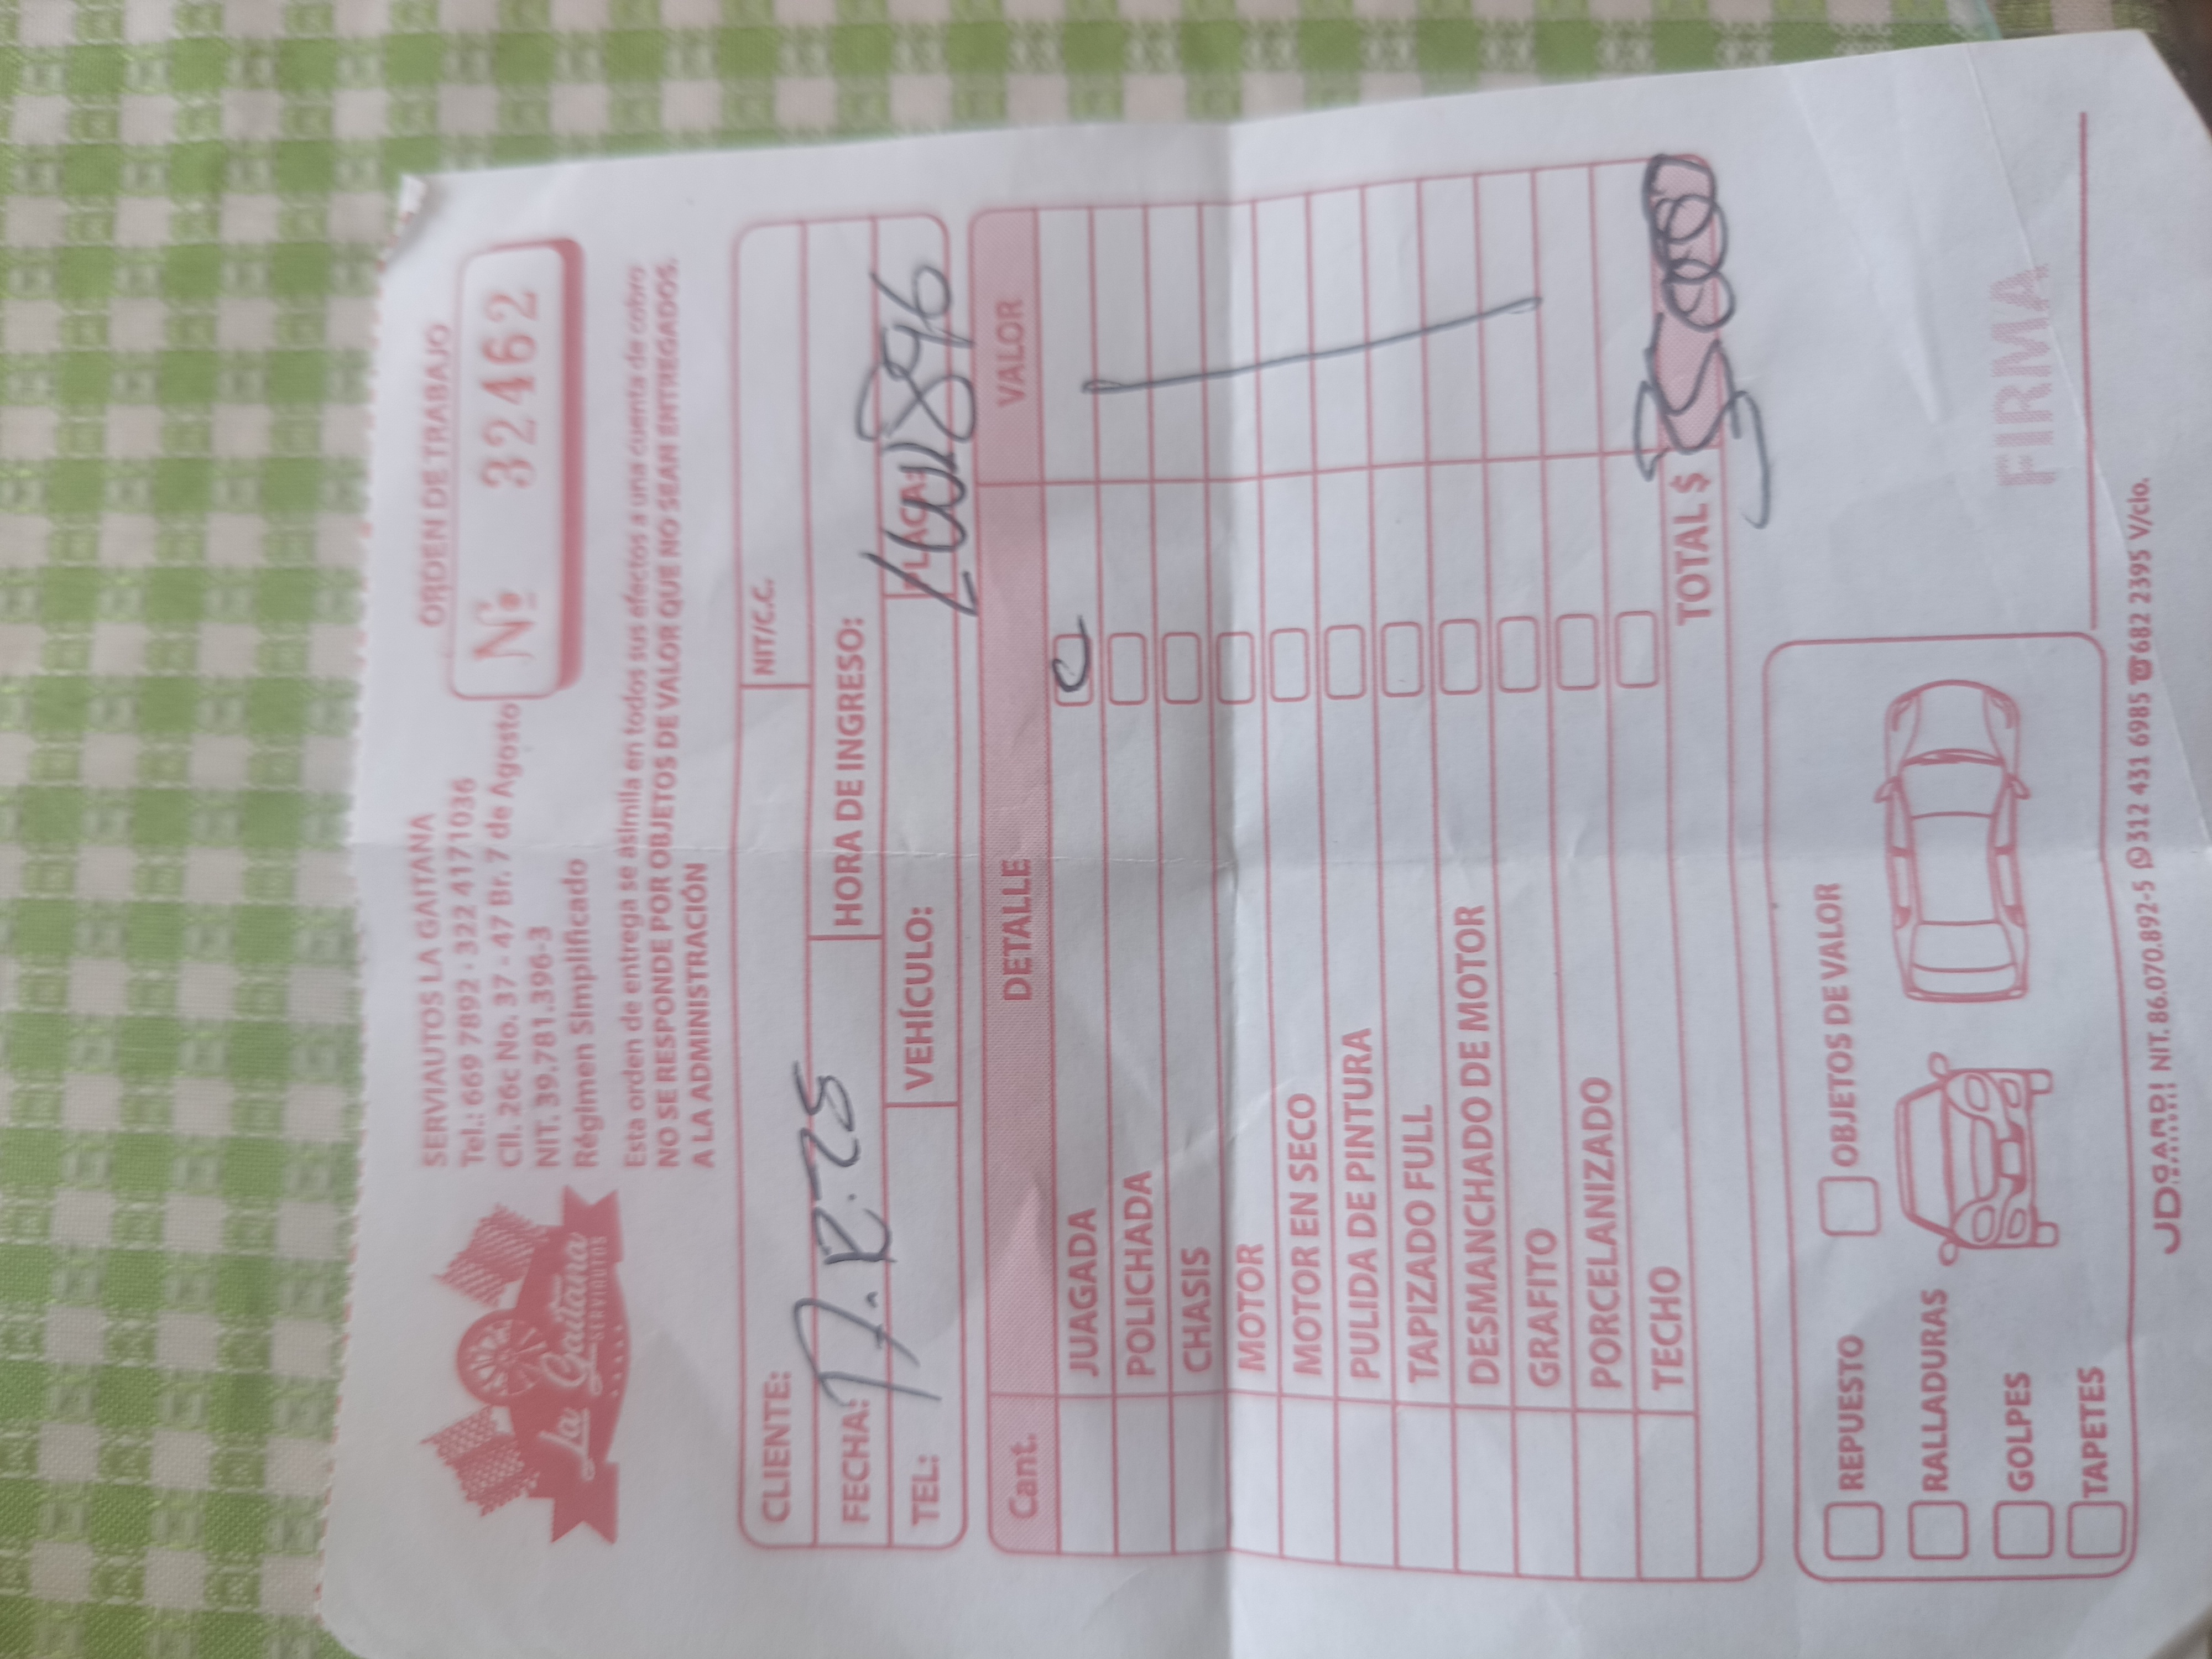 La Gaitana
SERVIAUTOS
SERVIAUTOS LA GAITANA
Tel.: 669 7892 - 322 4171036
Cll. 26c No. 37 - 47 Br. 7 de Agosto
NIT. 39.781.396-3
Régimen Simplificado
ORDEN DE TRABAJO
Nº. 32462
Esta orden de entrega se asimila en todos sus efectos a una cuenta de cobro
NO SE RESPONDE POR OBJETOS DE VALOR QUE NO SEAN ENTREGADOS.
A LA ADMINISTRACIÓN
CLIENTE: NIT/C.C.
FECHA: HORA DE INGRESO:
TEL: VEHÍCULO: PLACA: 896
Cant. DETALLE VALOR
JUAGADA
POLICHADA
CHASIS
MOTOR
MOTOR EN SECO
PULIDA DE PINTURA
TAPIZADO FULL
DESMANCHADO DE MOTOR
GRAFITO
PORCELANIZADO
TECHO
TOTAL $ 35000
REPUESTO OBJETOS DE VALOR
RALLADURAS
GOLPES
TAPETES
FIRMA
NIT. 86.070.892-5 312 431 6985 682 2395 V/cio.